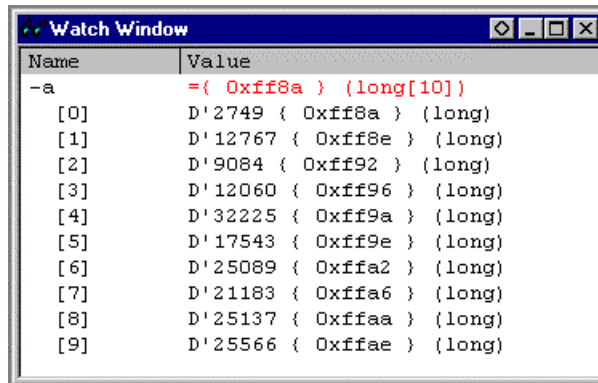 Watch Window
Name Value
-a ={ 0xff8a } (long[10])
[0] D'2749 { 0xff8a } (long)
[1] D'12767 { 0xff8e } (long)
[2] D'9084 { 0xff92 } (long)
[3] D'12060 { 0xff96 } (long)
[4] D'32225 { 0xff9a } (long)
[5] D'17543 { 0xff9e } (long)
[6] D'25089 { 0xffa2 } (long)
[7] D'21183 { 0xffa6 } (long)
[8] D'25137 { 0xffaa } (long)
[9] D'25566 { 0xffae } (long)